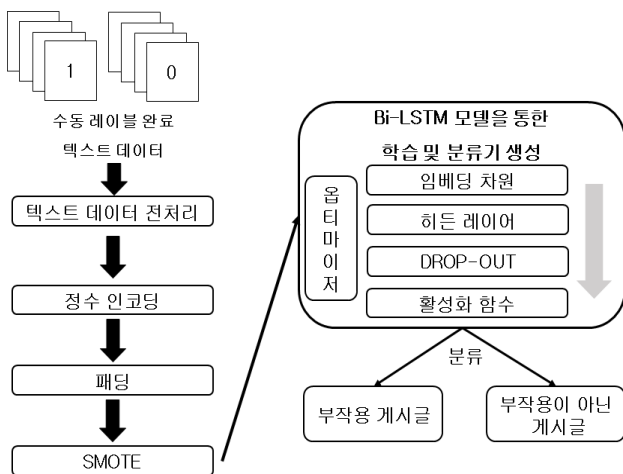 1
0
수동 레이블 완료
텍스트 데이터
텍스트 데이터 전처리
정수 인코딩
패딩
SMOTE
Bi-LSTM 모델을 통한
학습 및 분류기 생성
옵
티
마
이
저
임베딩 차원
히든 레이어
DROP-OUT
활성화 함수
분류
부작용 게시글
부작용이 아닌
게시글